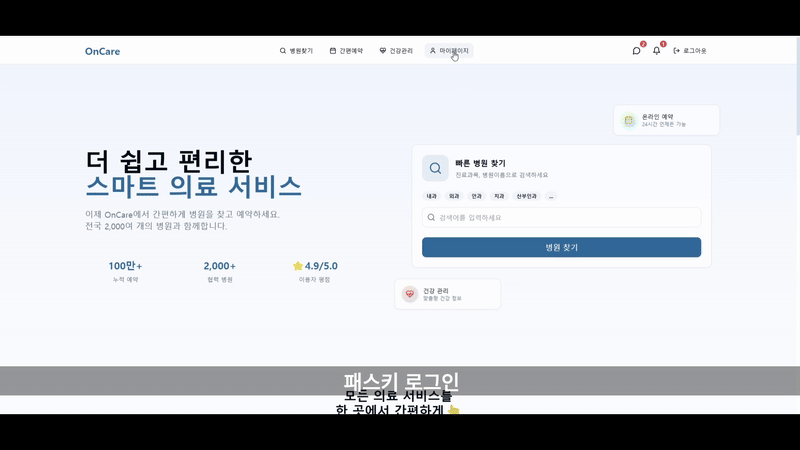 OnCare
병원찾기
간편예약
건강관리
마이페이지
2
1
로그아웃
온라인 예약
24시간 언제든 가능
더 쉽고 편리한
스마트 의료 서비스
이제 OnCare에서 간편하게 병원을 찾고 예약하세요.
전국 2,000여 개의 병원과 함께합니다.
100만+
누적 예약
2,000+
협력 병원
4.9/5.0
이용자 평점
빠른 병원 찾기
진료과목, 병원이름으로 검색하세요
내과
외과
안과
치과
산부인과
...
검색어를 입력하세요
병원 찾기
건강 관리
맞춤형 건강 정보
패스키 로그인
모든 의료 서비스를
한 곳에서 간편하게